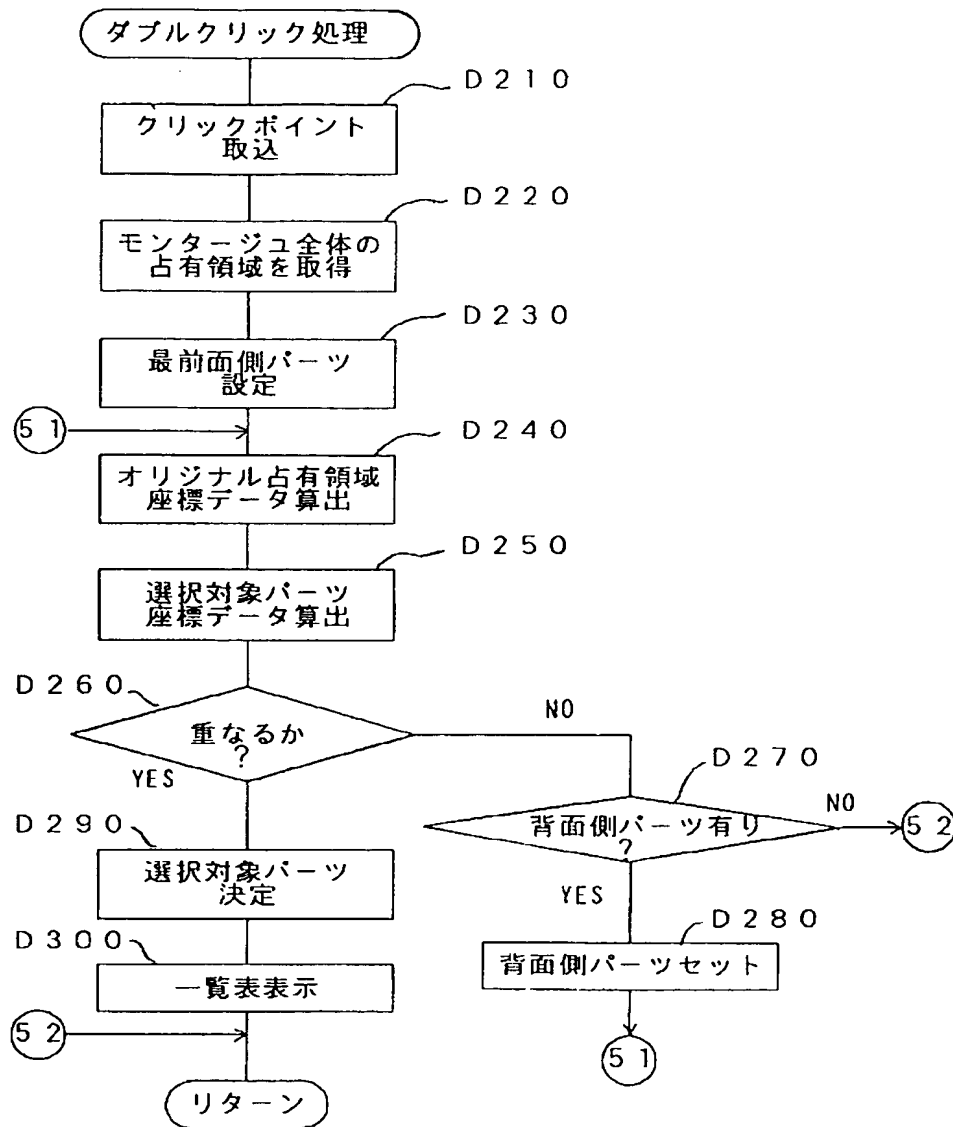 ダブルクリック処理
D210
クリックポイント
取込
D220
モンタージュ全体の
占有領域を取得
D230
最前面側パーツ
設定
51
D240
オリジナル占有領域
座標データ算出
D250
選択対象パーツ
座標データ算出
D260
重なるか
?
NO
YES
D270
背面側パーツ有り
?
NO
52
YES
D290
選択対象パーツ
決定
D280
背面側パーツセット
D300
一覧表表示
52
51
リターン